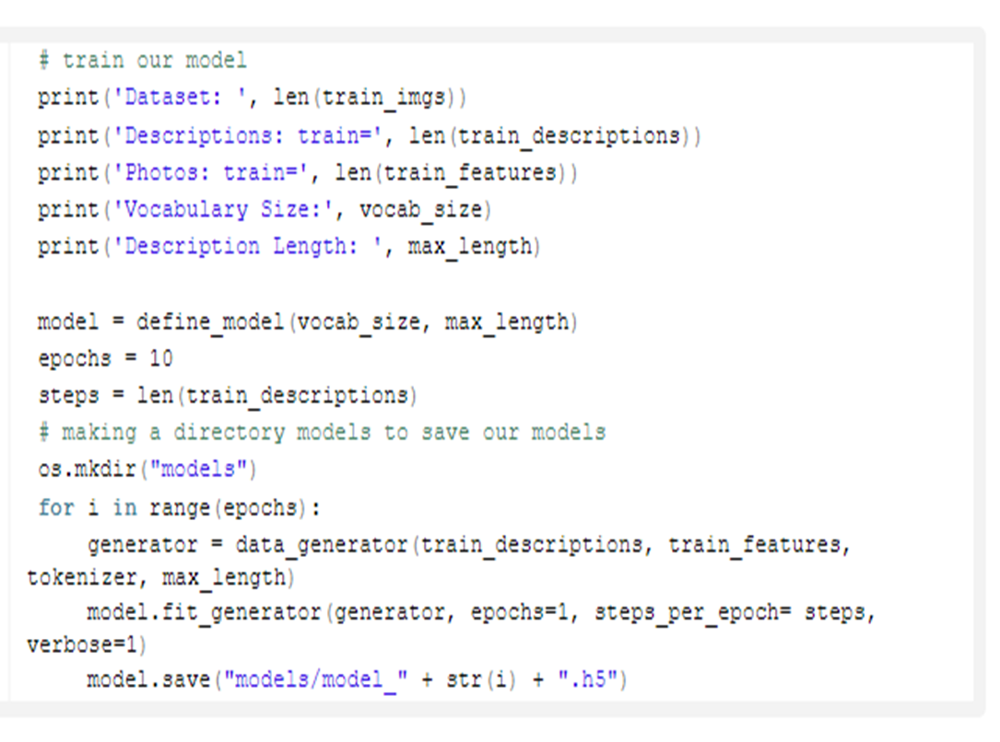 # train our model
print('Dataset: ', len(train_imgs))
print('Descriptions: train=', len(train_descriptions))
print('Photos: train=', len(train_features))
print('Vocabulary Size:', vocab_size)
print('Description Length: ', max_length)

model = define_model(vocab_size, max_length)
epochs = 10
steps = len(train_descriptions)
# making a directory models to save our models
os.mkdir("models")
for i in range(epochs):
    generator = data_generator(train_descriptions, train_features,
tokenizer, max_length)
    model.fit_generator(generator, epochs=1, steps_per_epoch= steps,
verbose=1)
    model.save("models/model_" + str(i) + ".h5")